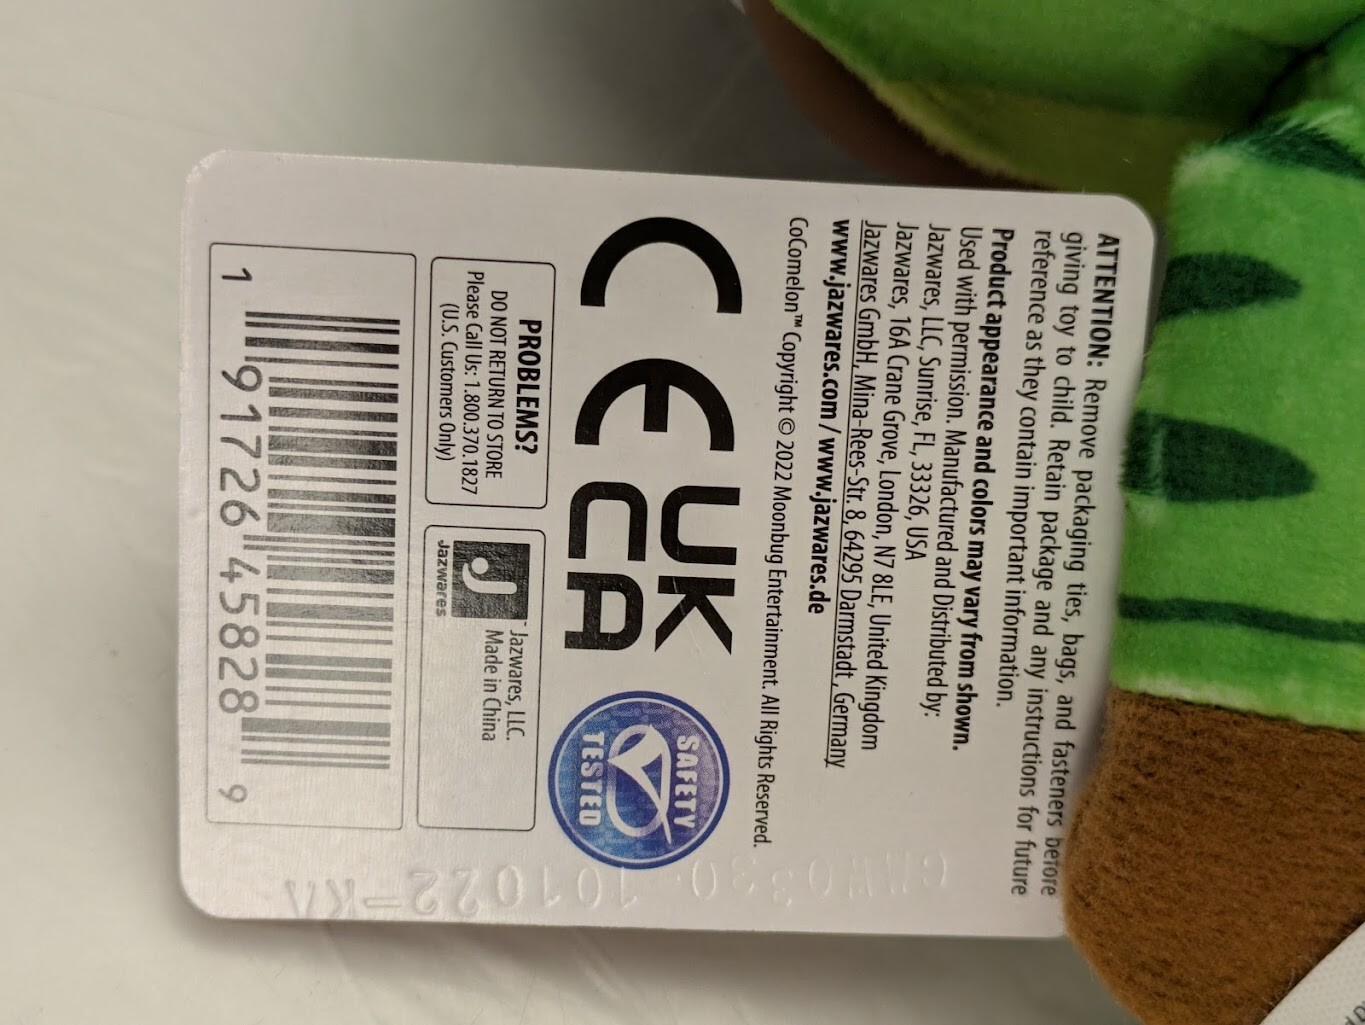 ATTENTION: Remove packaging ties, bags, and fasteners before
giving toy to child. Retain package and any instructions for future
reference as they contain important information.
Product appearance and colors may vary from shown.
Used with permission. Manufactured and Distributed by:
Jazwares, LLC, Sunrise, FL, 33326, USA
Jazwares, 16A Crane Grove, London, N7 8LE, United Kingdom
Jazwares GmbH, Mina-Rees-Str. 8, 64295 Darmstadt, Germany
www.jazwares.com / www.jazwares.de
CoComelon™ Copyright © 2022 Moonbug Entertainment. All Rights Reserved.
CE
UK
CA
SAFETY
TESTED
PROBLEMS?
DO NOT RETURN TO STORE
Please Call Us: 1.800.370.1827
(U.S. Customers Only)
J
Jazwares
Jazwares, LLC.
Made in China
1 91726 45828 9